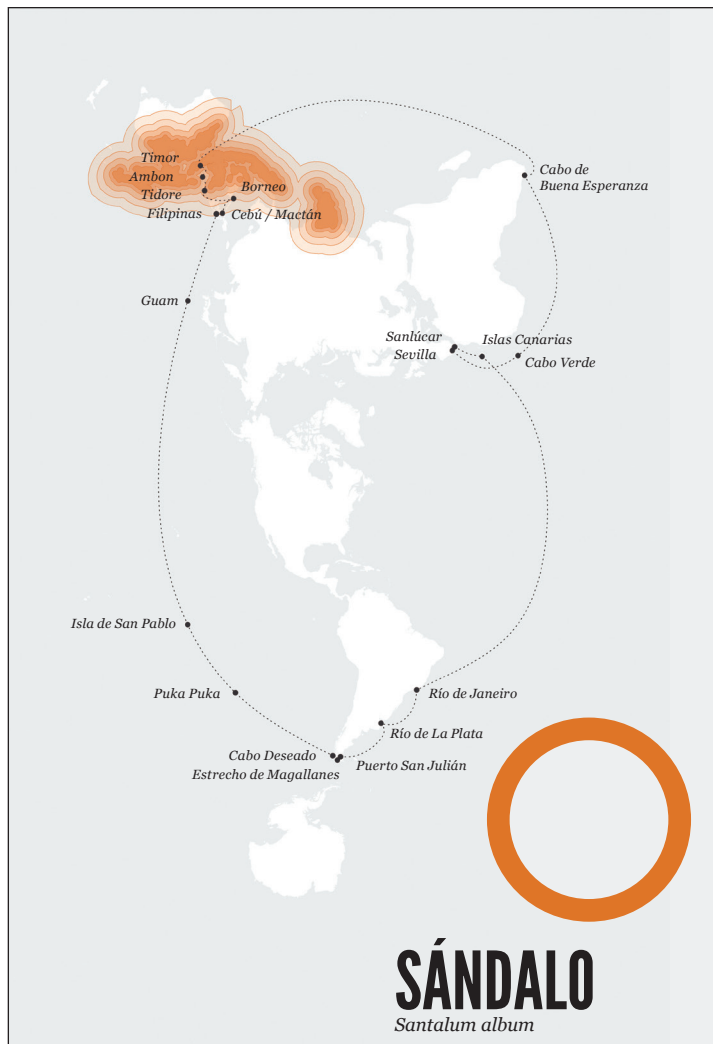 Timor
Ambon
Tidore
Borneo
Filipinas
Cebú / Mactán
Cabo de
Buena Esperanza
Guam
Sanlúcar
Sevilla
Islas Canarias
Cabo Verde
Isla de San Pablo
Puka Puka
Río de Janeiro
Río de La Plata
Cabo Deseado
Estrecho de Magallanes
Puerto San Julián
SÁNDALO
Santalum album